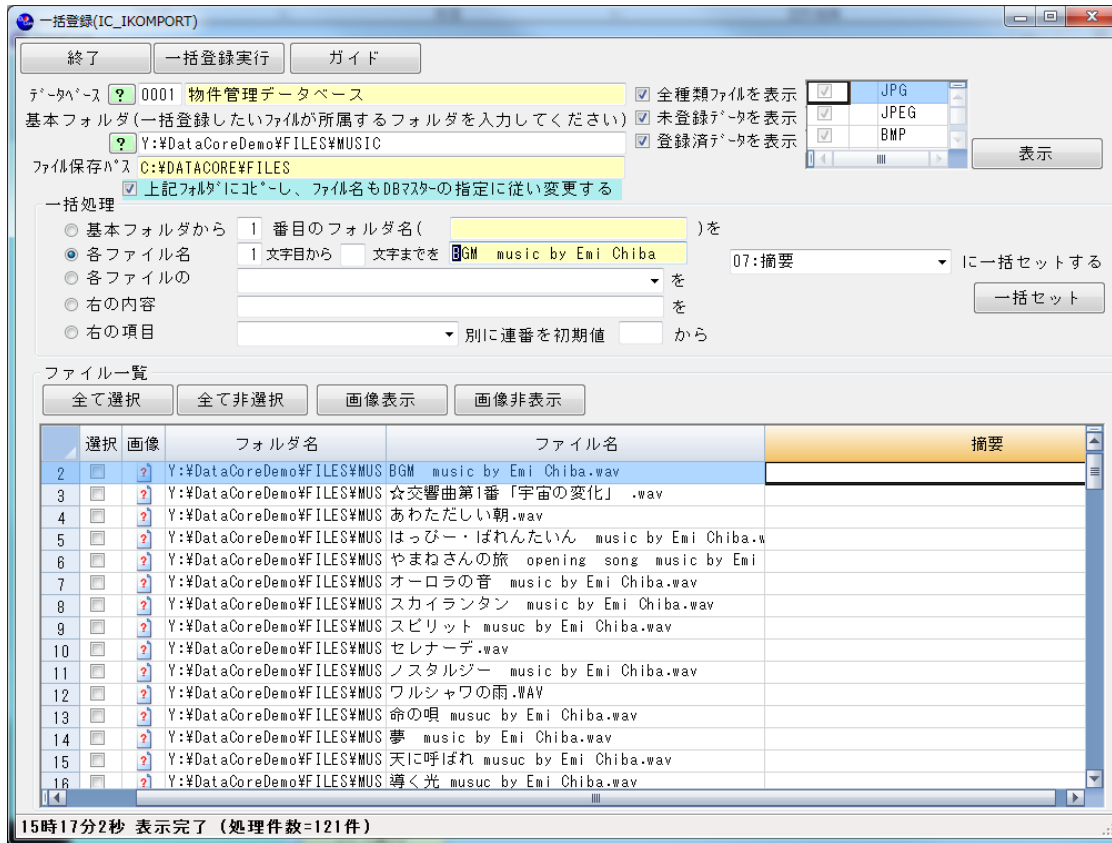 一括登録(IC_IKOMPORT)
終了 一括登録実行 ガイド
ﾃﾞｰﾀﾍﾞｰｽ ? 0001 物件管理データベース
全種類ﾌｧｲﾙを表示 JPG
基本フォルダ(一括登録したいﾌｧｲﾙが所属するフォルダを入力してください) 未登録ﾃﾞｰﾀを表示 JPEG
? Y:¥DataCoreDemo¥FILES¥MUSIC 登録済ﾃﾞｰﾀを表示 BMP
表示
ﾌｧｲﾙ保存ﾊﾟｽ C:¥DATACORE¥FILES
上記ﾌｫﾙﾀﾞにｺﾋﾟｰし、ﾌｧｲﾙ名もDBﾏｽﾀｰの指定に従い変更する
一括処理
基本フォルダから 1 番目のフォルダ名( )を
各ファイル名 1 文字目から 文字までを BGM music by Emi Chiba 07:摘要 に一括セットする
各ファイルの を
右の内容 を 一括セット
右の項目 別に連番を初期値 から
ファイル一覧
全て選択 全て非選択 画像表示 画像非表示
選択 画像 フォルダ名 ファイル名 摘要
2 Y:¥DataCoreDemo¥FILES¥MUS BGM music by Emi Chiba.wav
3 Y:¥DataCoreDemo¥FILES¥MUS ☆交響曲第1番「宇宙の変化」 .wav
4 Y:¥DataCoreDemo¥FILES¥MUS あわただしい朝.wav
5 Y:¥DataCoreDemo¥FILES¥MUS はっぴー・ばれんたいん music by Emi Chiba.w
6 Y:¥DataCoreDemo¥FILES¥MUS やまねさんの旅 opening song music by Emi
7 Y:¥DataCoreDemo¥FILES¥MUS オーロラの音 music by Emi Chiba.wav
8 Y:¥DataCoreDemo¥FILES¥MUS スカイランタン music by Emi Chiba.wav
9 Y:¥DataCoreDemo¥FILES¥MUS スピリット musuc by Emi Chiba.wav
10 Y:¥DataCoreDemo¥FILES¥MUS セレナーデ.wav
11 Y:¥DataCoreDemo¥FILES¥MUS ノスタルジー music by Emi Chiba.wav
12 Y:¥DataCoreDemo¥FILES¥MUS ワルシャワの雨.WAV
13 Y:¥DataCoreDemo¥FILES¥MUS 命の唄 musuc by Emi Chiba.wav
14 Y:¥DataCoreDemo¥FILES¥MUS 夢 music by Emi Chiba.wav
15 Y:¥DataCoreDemo¥FILES¥MUS 天に呼ばれ musuc by Emi Chiba.wav
16 Y:¥DataCoreDemo¥FILES¥MUS 導く光 musuc by Emi Chiba.wav
15時17分2秒 表示完了 (処理件数=121件)